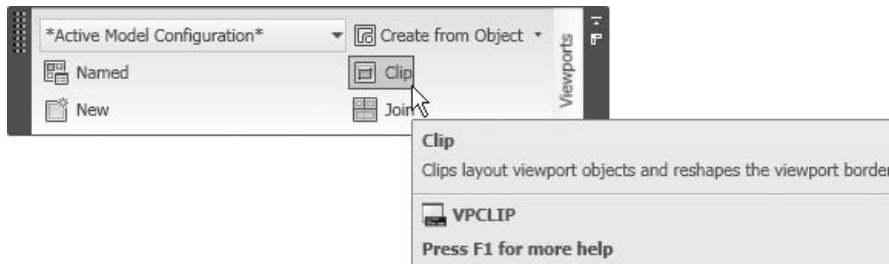 *Active Model Configuration*
Create from Object
Named
Clip
New
Join
Viewports
Clip
Clips layout viewport objects and reshapes the viewport border
VPCLIP
Press F1 for more help